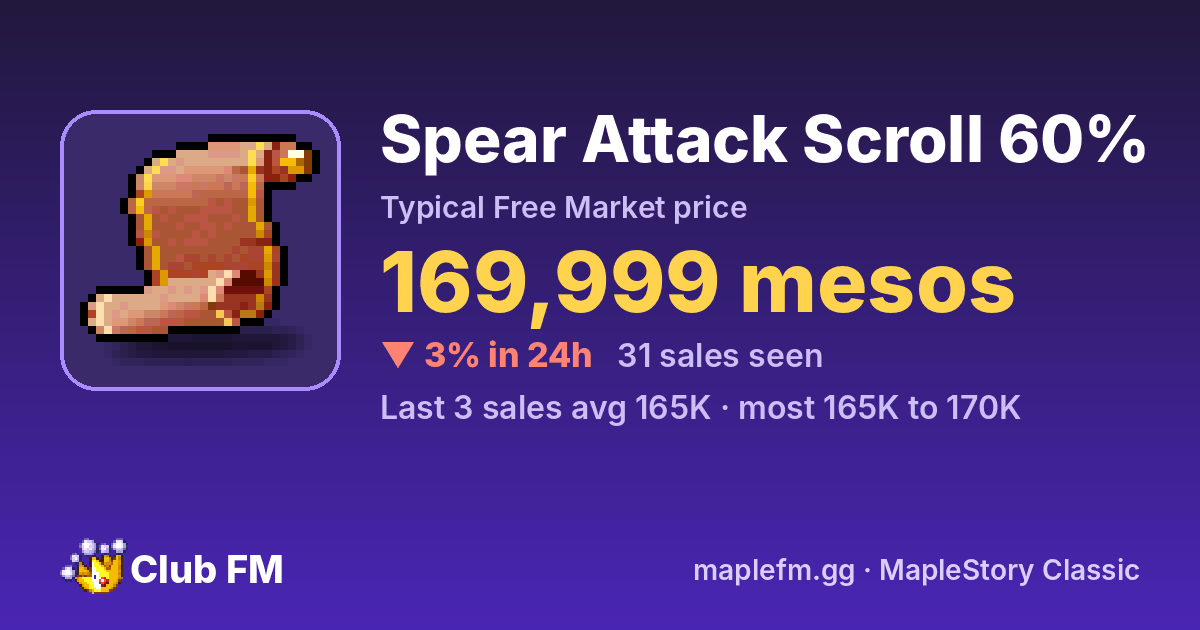 Spear Attack Scroll 60%
Typical Free Market price
169,999 mesos
▼ 3% in 24h 31 sales seen
Last 3 sales avg 165K · most 165K to 170K
Club FM
maplefm.gg · MapleStory Classic